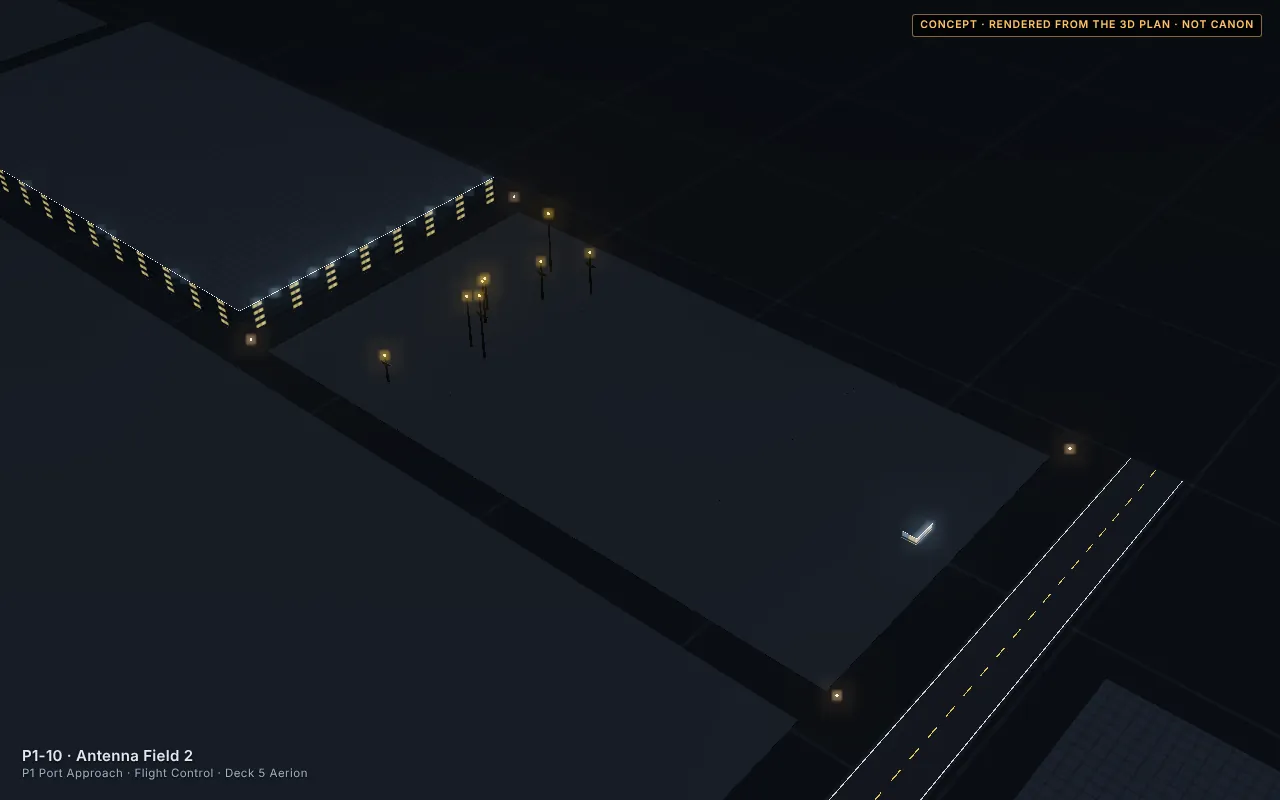 CONCEPT · RENDERED FROM THE 3D PLAN · NOT CANON
P1-10 · Antenna Field 2
P1 Port Approach · Flight Control · Deck 5 Aerion